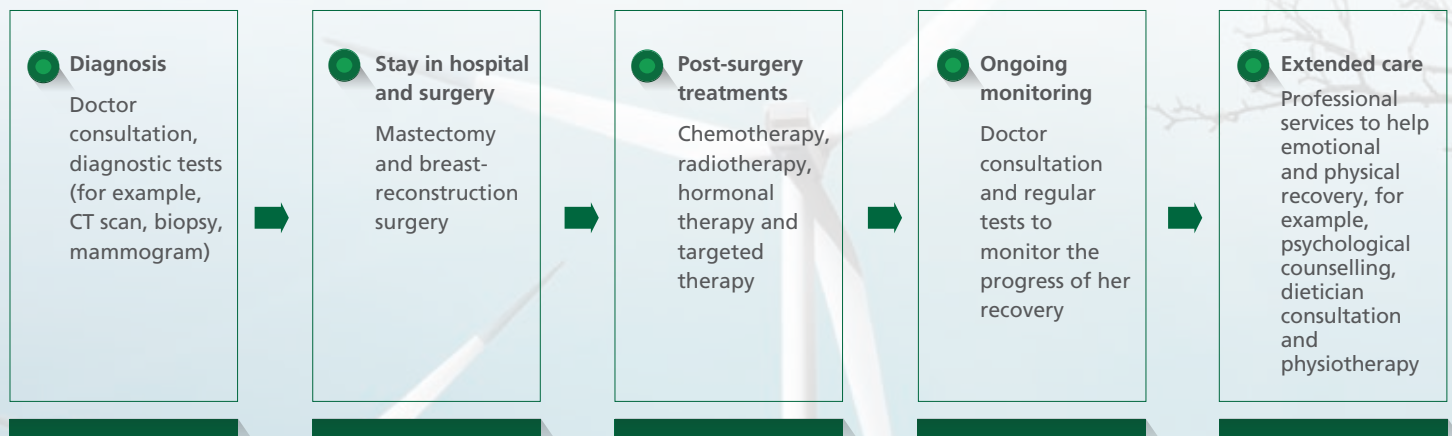 Diagnosis
Doctor
consultation,
diagnostic tests
(for example,
CT scan, biopsy,
mammogram)
Stay in hospital
and surgery
Mastectomy
and breast-
reconstruction
surgery
Post-surgery
treatments
Chemotherapy,
radiotherapy,
hormonal
therapy and
targeted
therapy
Ongoing
monitoring
Doctor
consultation
and regular
tests to
monitor the
progress of her
recovery
Extended care
Professional
services to help
emotional
and physical
recovery, for
example,
psychological
counselling,
dietician
consultation
and
physiotherapy